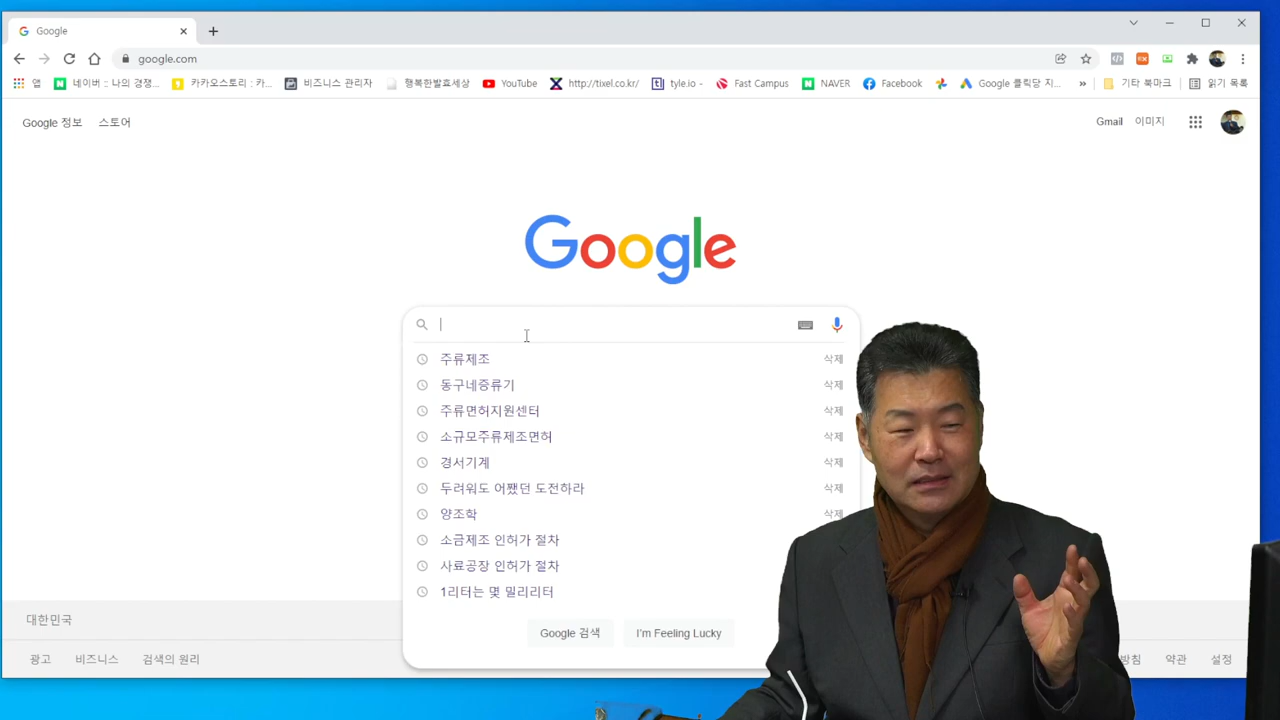 Google
google.com
앱
네이버 :: 나의 경쟁...
카카오스토리 : 카...
비즈니스 관리자
행복한발효세상
YouTube
http://tixel.co.kr/
tyle.io -
Fast Campus
NAVER
Facebook
Google 클릭당 지...
»
기타 북마크
읽기 목록
Google 정보
스토어
Gmail
이미지
Google
주류제조 삭제
동구네증류기 삭제
주류면허지원센터 삭제
소규모주류제조면허 삭제
경서기계 삭제
두려워도 어쨌던 도전하라 삭제
양조학 삭제
소금제조 인허가 절차
사료공장 인허가 절차
1리터는 몇 밀리리터
Google 검색
I'm Feeling Lucky
대한민국
광고
비즈니스
검색의 원리
방침
약관
설정